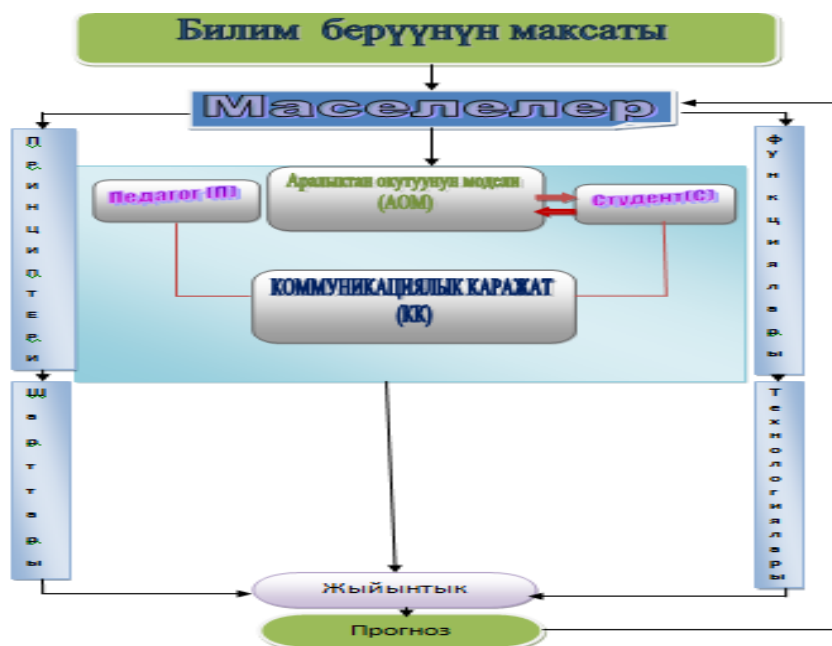 Билим берүүнүн максаты
Маселелер
Принциптери
Функциялары
Аралыктан окутуунун модели
(АОМ)
Педагог (П)
Студент(С)
КОММУНИКАЦИЯЛЫК КАРАЖАТ
(КК)
Шарттары
Технологиялары
Жыйынтык
Прогноз